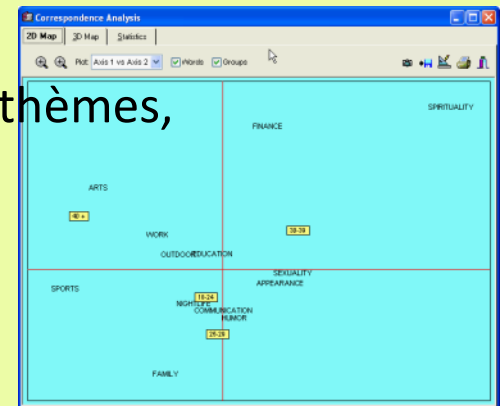 Correspondence Analysis
2D Map 3D Map Statistics
Plot: Axis 1 vs Axis 2 Words Groups
thèmes,
SPIRITUALITY
FINANCE
ARTS
40 +
30-39
WORK
OUTDOOR EDUCATION
SEXUALITY
APPEARANCE
SPORTS
18-24
NIGHTLIFE
COMMUNICATION
HUMOR
25-29
FAMILY